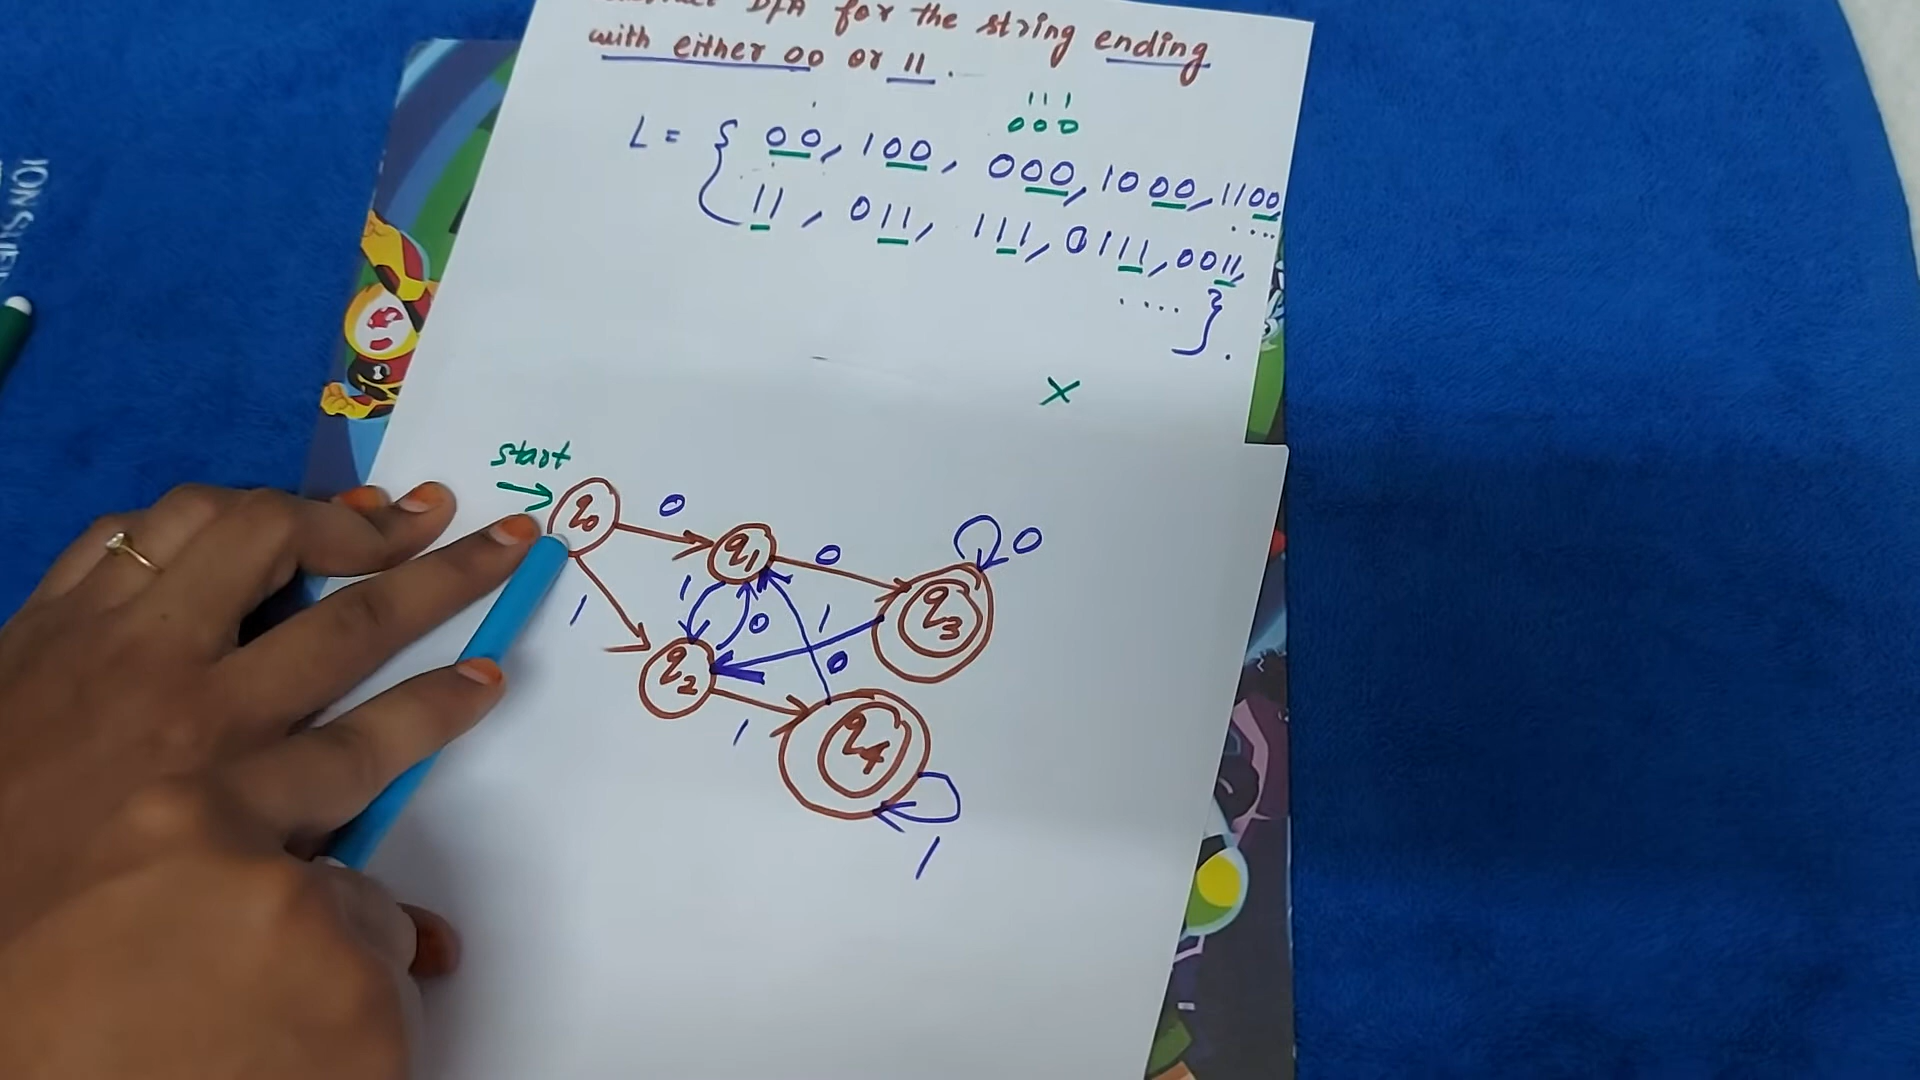 DFA for the string ending
with either 00 or 11 .
111
000
L = { 00, 100, 000, 1000, 1100
....
11, 011, 111, 0111, 0011,
.... }.
x
start
q0 0 q1 0 q3 0
1 1 0 1 0
q2 1 q4 1